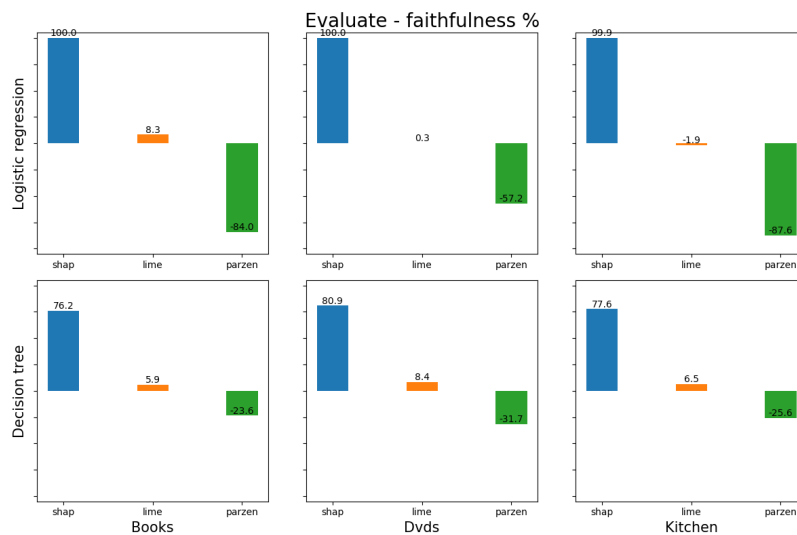 Evaluate - faithfulness %
Logistic regression
100.0
8.3
-84.0
shap lime parzen
100.0
0.3
-57.2
shap lime parzen
99.9
-1.9
-87.6
shap lime parzen
Decision tree
76.2
5.9
-23.6
shap lime parzen
Books
80.9
8.4
-31.7
shap lime parzen
Dvds
77.6
6.5
-25.6
shap lime parzen
Kitchen